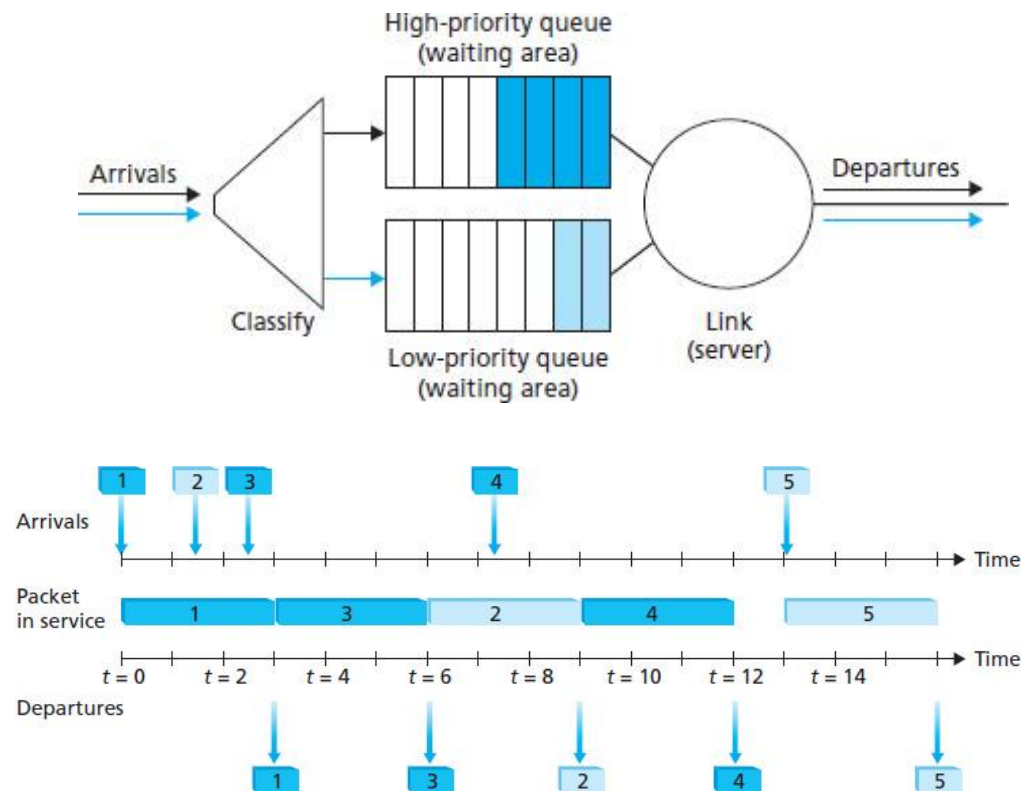 High-priority queue
(waiting area)
Arrivals
Departures
Classify
Link
(server)
Low-priority queue
(waiting area)
1 2 3 4 5
Arrivals
Time
Packet
in service
1 3 2 4 5
Time
t = 0 t = 2 t = 4 t = 6 t = 8 t = 10 t = 12 t = 14
Departures
1 3 2 4 5